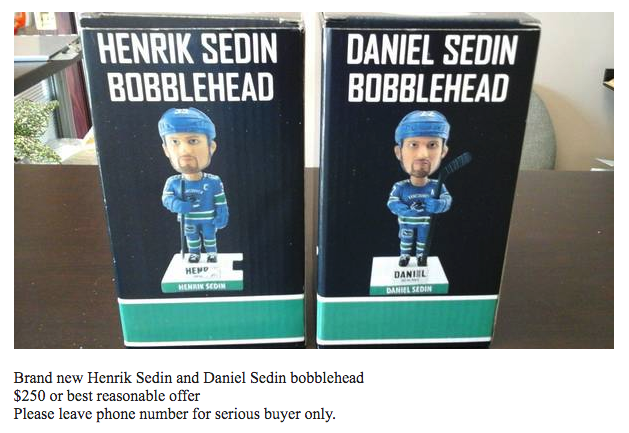 HENRIK SEDIN
BOBBLEHEAD
HENRIK SEDIN
DANIEL SEDIN
BOBBLEHEAD
DANIEL SEDIN
Brand new Henrik Sedin and Daniel Sedin bobblehead
$250 or best reasonable offer
Please leave phone number for serious buyer only.